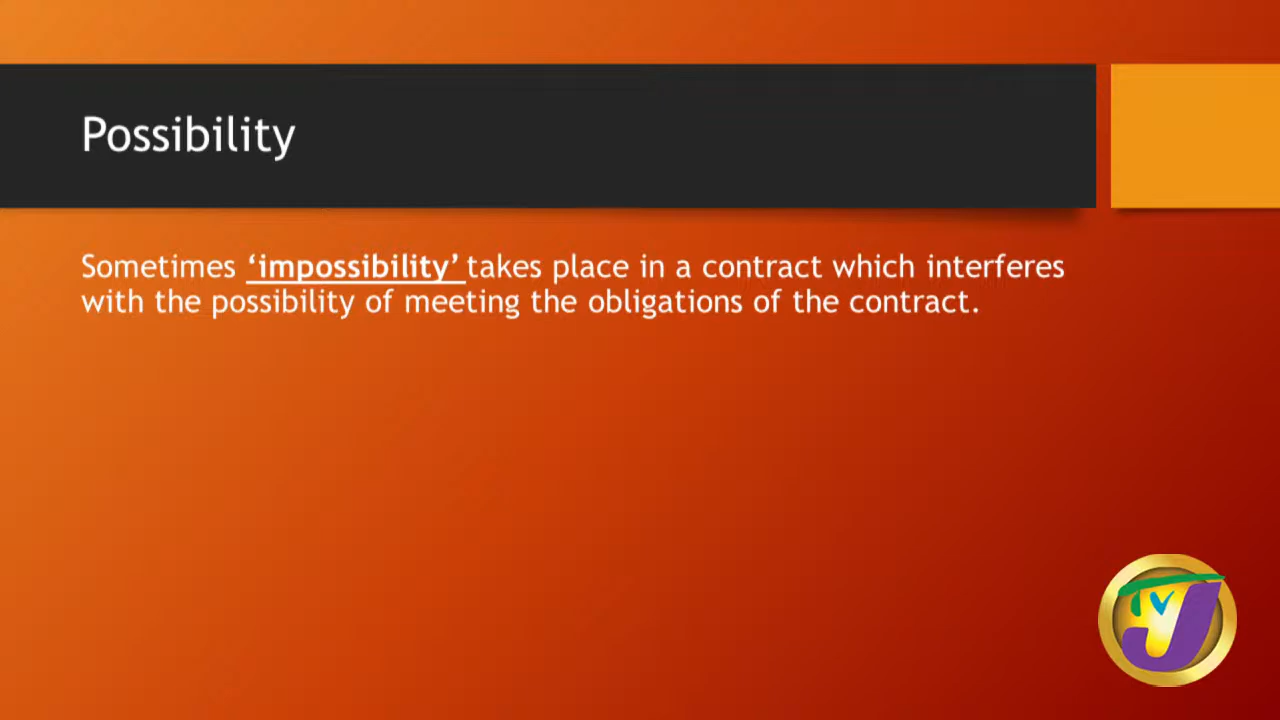 Possibility
Sometimes ‘impossibility’ takes place in a contract which interferes
with the possibility of meeting the obligations of the contract.
TVJ